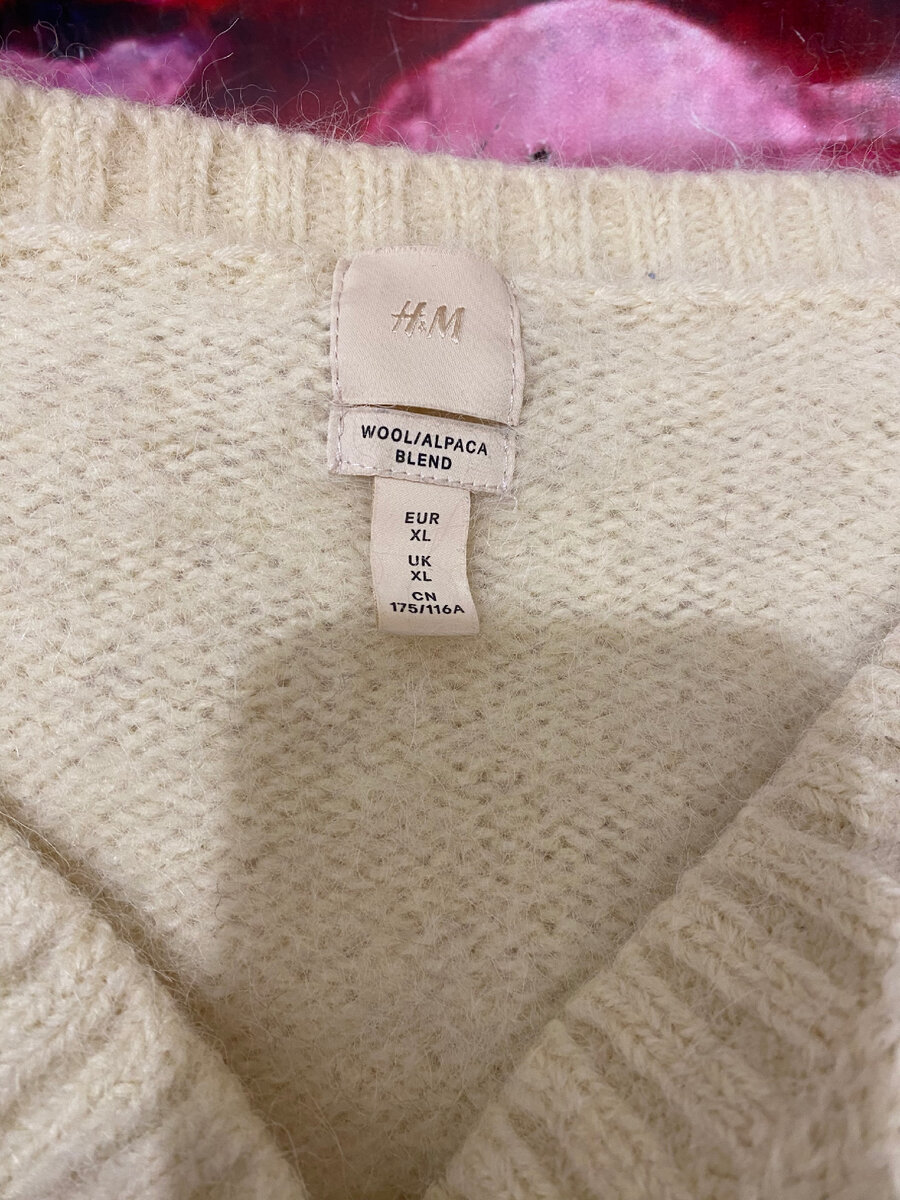 H&M
WOOL/ALPACA
BLEND
EUR
XL
UK
XL
CN
175/116A